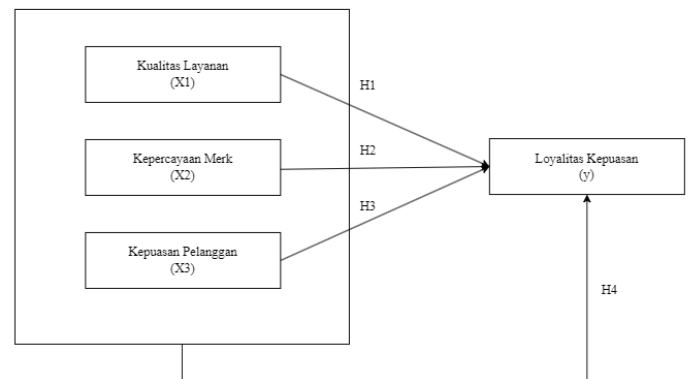 Kualitas Layanan
(X1)
H1
Kepercayaan Merk
(X2)
H2
Loyalitas Kepuasan
(y)
H3
Kepuasan Pelanggan
(X3)
H4